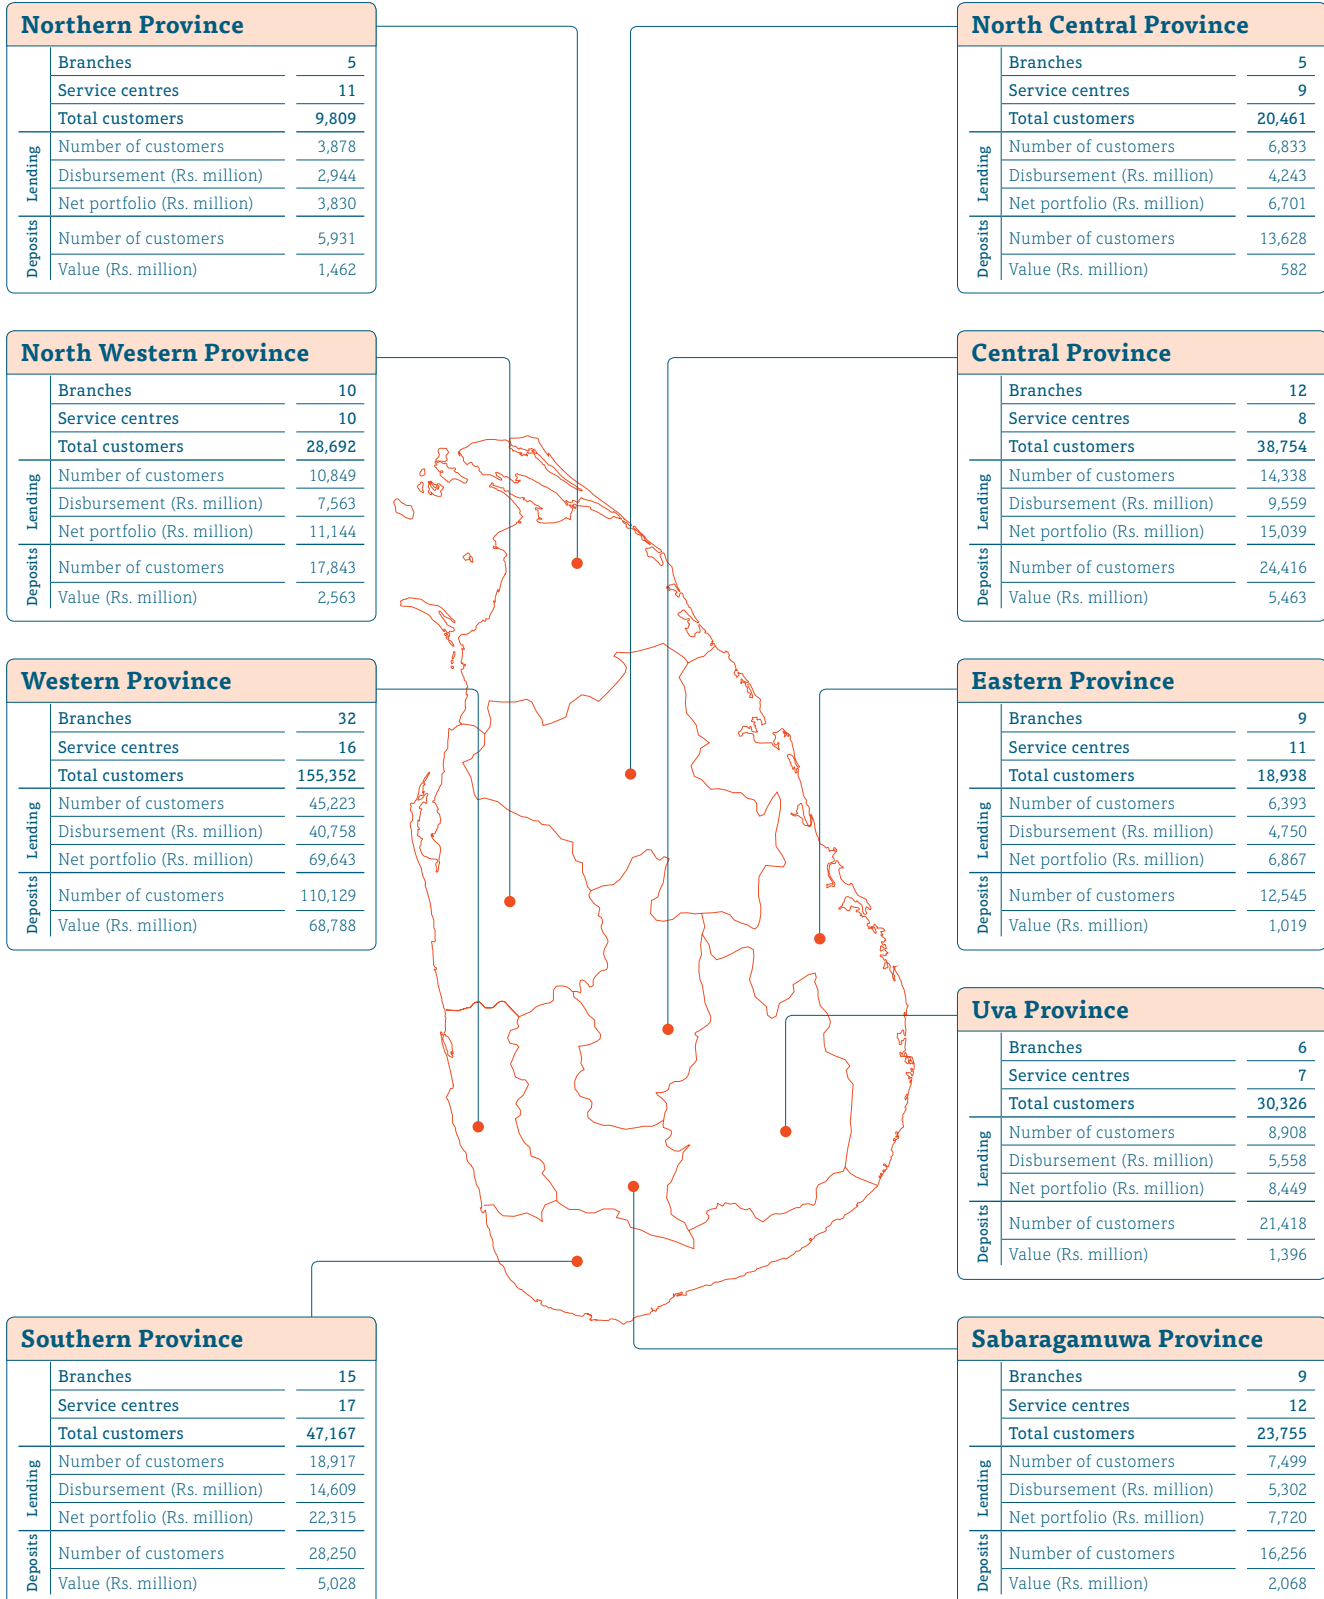 Northern Province
Branches 5
Service centres 11
Total customers 9,809
Lending
Number of customers 3,878
Disbursement (Rs. million) 2,944
Net portfolio (Rs. million) 3,830
Deposits
Number of customers 5,931
Value (Rs. million) 1,462
North Central Province
Branches 5
Service centres 9
Total customers 20,461
Lending
Number of customers 6,833
Disbursement (Rs. million) 4,243
Net portfolio (Rs. million) 6,701
Deposits
Number of customers 13,628
Value (Rs. million) 582
North Western Province
Branches 10
Service centres 10
Total customers 28,692
Lending
Number of customers 10,849
Disbursement (Rs. million) 7,563
Net portfolio (Rs. million) 11,144
Deposits
Number of customers 17,843
Value (Rs. million) 2,563
Central Province
Branches 12
Service centres 8
Total customers 38,754
Lending
Number of customers 14,338
Disbursement (Rs. million) 9,559
Net portfolio (Rs. million) 15,039
Deposits
Number of customers 24,416
Value (Rs. million) 5,463
Western Province
Branches 32
Service centres 16
Total customers 155,352
Lending
Number of customers 45,223
Disbursement (Rs. million) 40,758
Net portfolio (Rs. million) 69,643
Deposits
Number of customers 110,129
Value (Rs. million) 68,788
Eastern Province
Branches 9
Service centres 11
Total customers 18,938
Lending
Number of customers 6,393
Disbursement (Rs. million) 4,750
Net portfolio (Rs. million) 6,867
Deposits
Number of customers 12,545
Value (Rs. million) 1,019
Uva Province
Branches 6
Service centres 7
Total customers 30,326
Lending
Number of customers 8,908
Disbursement (Rs. million) 5,558
Net portfolio (Rs. million) 8,449
Deposits
Number of customers 21,418
Value (Rs. million) 1,396
Southern Province
Branches 15
Service centres 17
Total customers 47,167
Lending
Number of customers 18,917
Disbursement (Rs. million) 14,609
Net portfolio (Rs. million) 22,315
Deposits
Number of customers 28,250
Value (Rs. million) 5,028
Sabaragamuwa Province
Branches 9
Service centres 12
Total customers 23,755
Lending
Number of customers 7,499
Disbursement (Rs. million) 5,302
Net portfolio (Rs. million) 7,720
Deposits
Number of customers 16,256
Value (Rs. million) 2,068